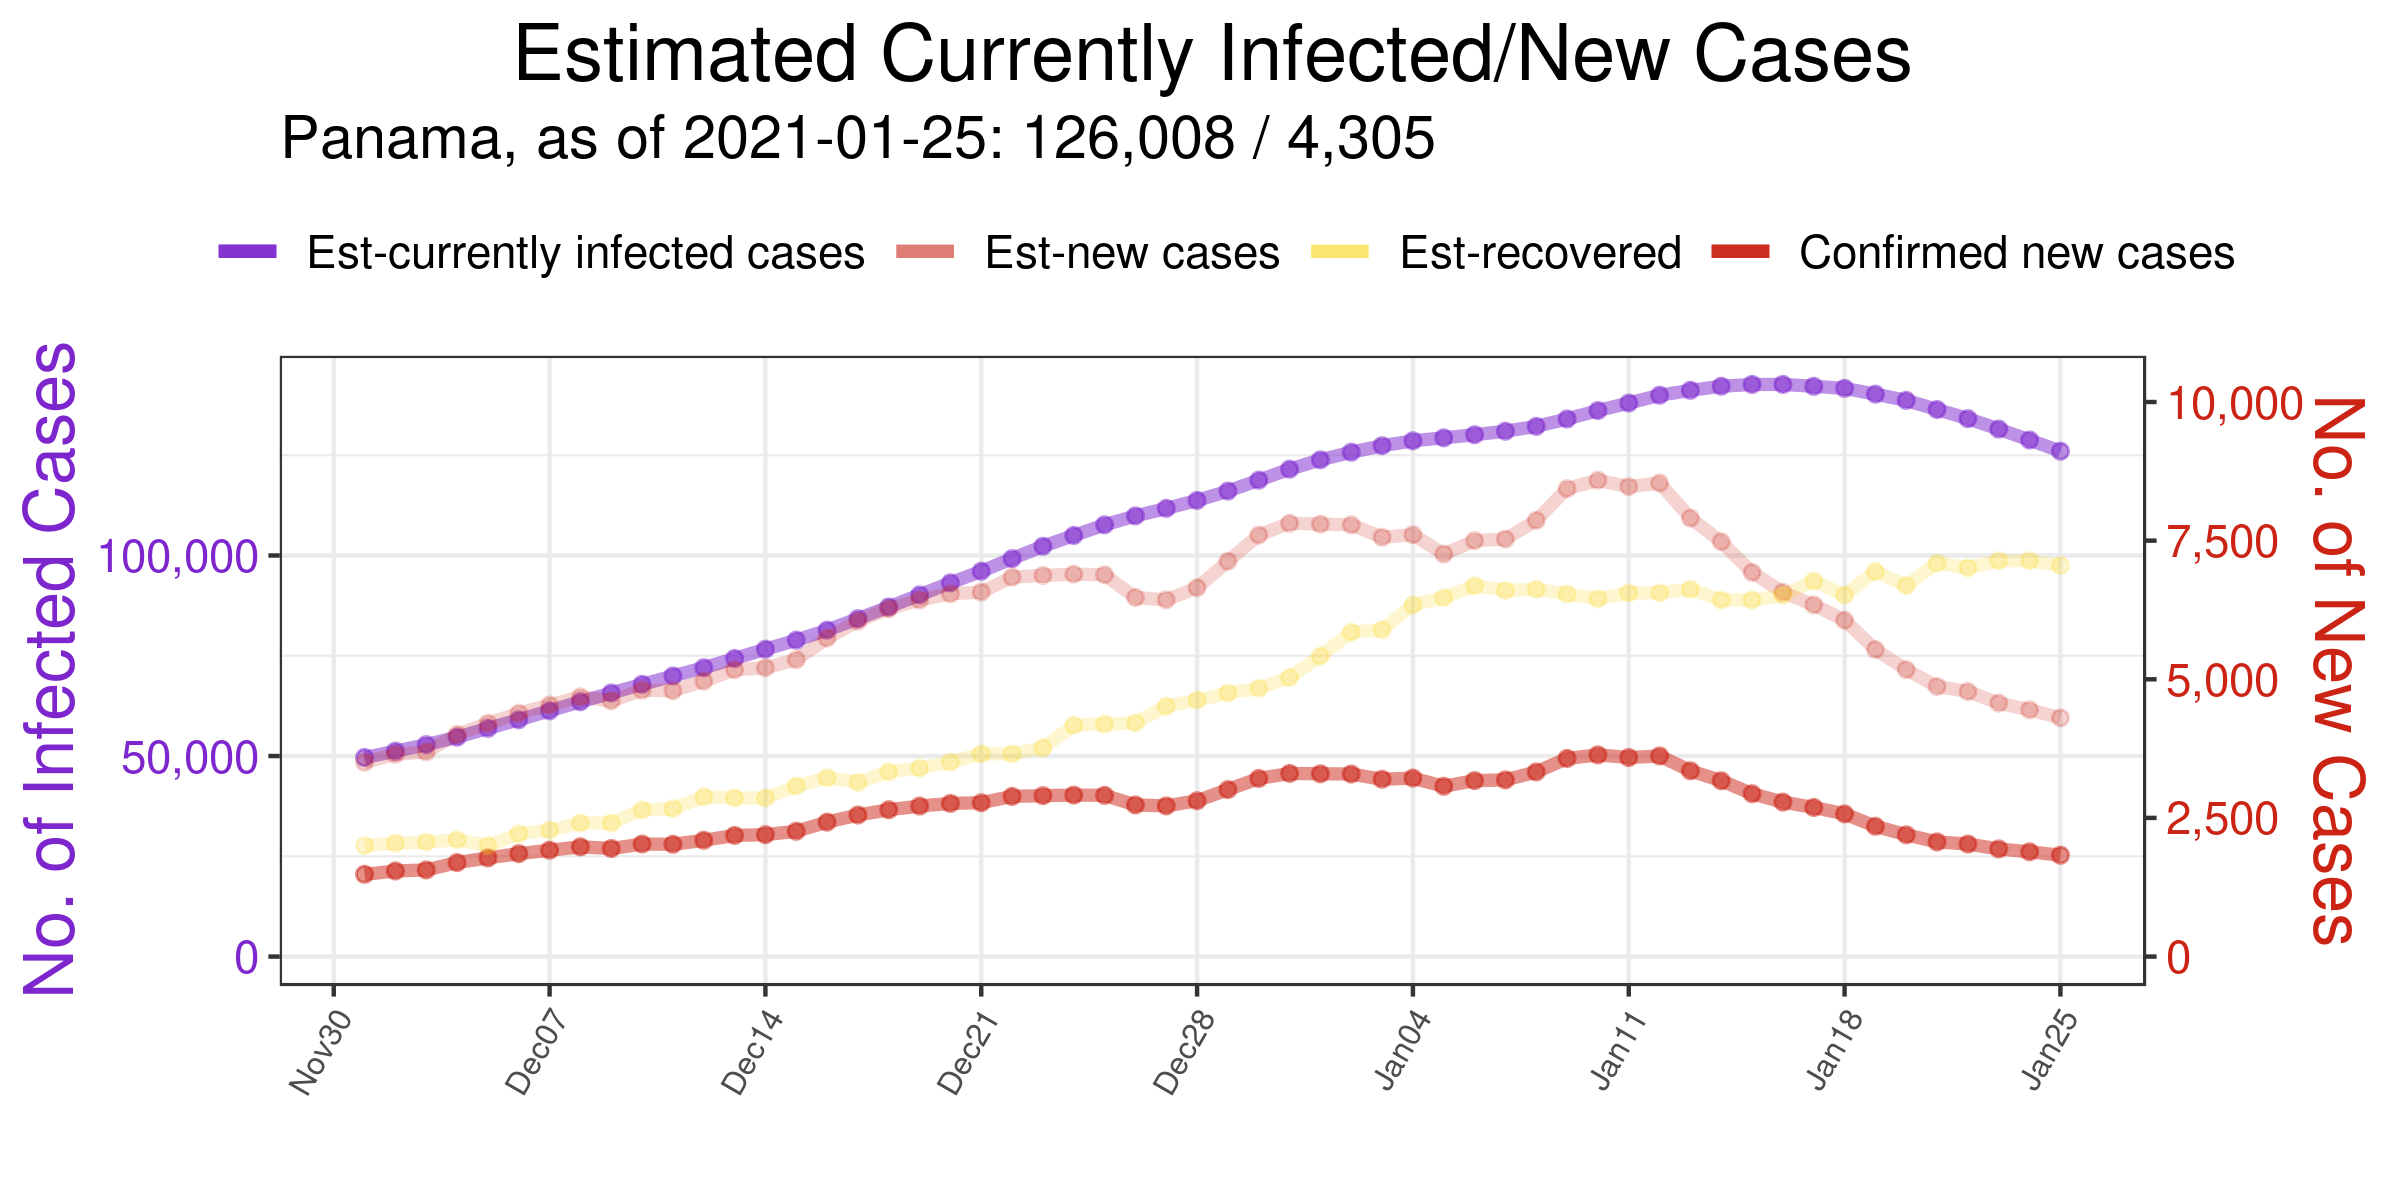 Estimated Currently Infected/New Cases
Panama, as of 2021-01-25: 126,008 / 4,305
Est-currently infected cases Est-new cases Est-recovered Confirmed new cases
No. of Infected Cases
100,000
50,000
0
10,000
7,500
5,000
2,500
0
No. of New Cases
Nov30 Dec07 Dec14 Dec21 Dec28 Jan04 Jan11 Jan18 Jan25